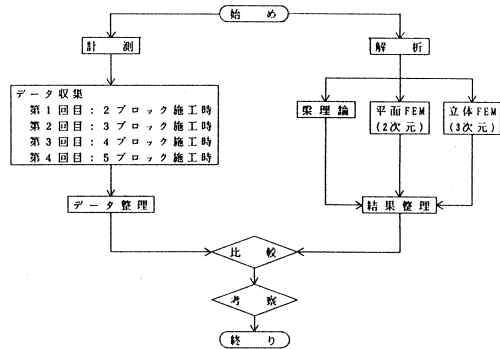 始め
計測
解析
データ収集
第1回目:2ブロック施工時
第2回目:3ブロック施工時
第3回目:4ブロック施工時
第4回目:5ブロック施工時
梁理論
平面FEM
(2次元)
立体FEM
(3次元)
データ整理
結果整理
比較
考察
終り